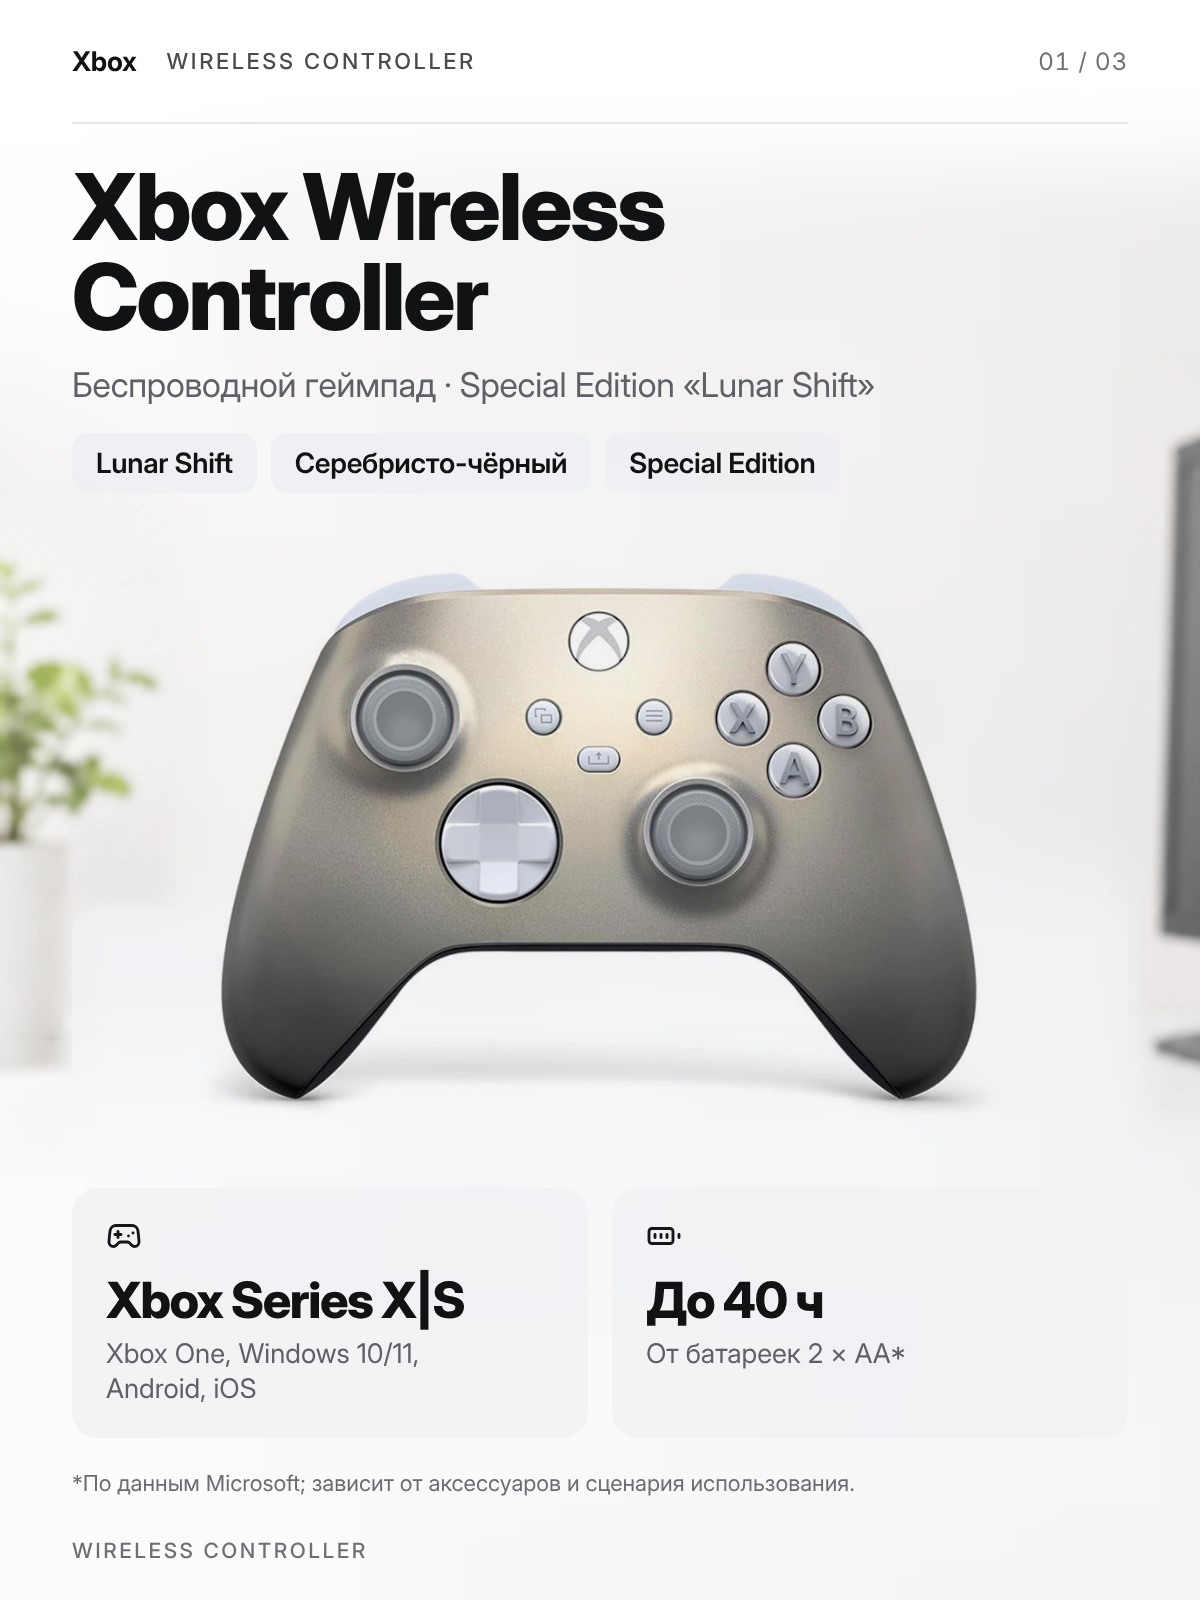 Xbox WIRELESS CONTROLLER 01 / 03
Xbox Wireless
Controller
Беспроводной геймпад · Special Edition «Lunar Shift»
Lunar Shift Серебристо-чёрный Special Edition
Y
X B
A
Xbox Series X|S
Xbox One, Windows 10/11,
Android, iOS
До 40 ч
От батареек 2 × AA*
*По данным Microsoft; зависит от аксессуаров и сценария использования.
WIRELESS CONTROLLER